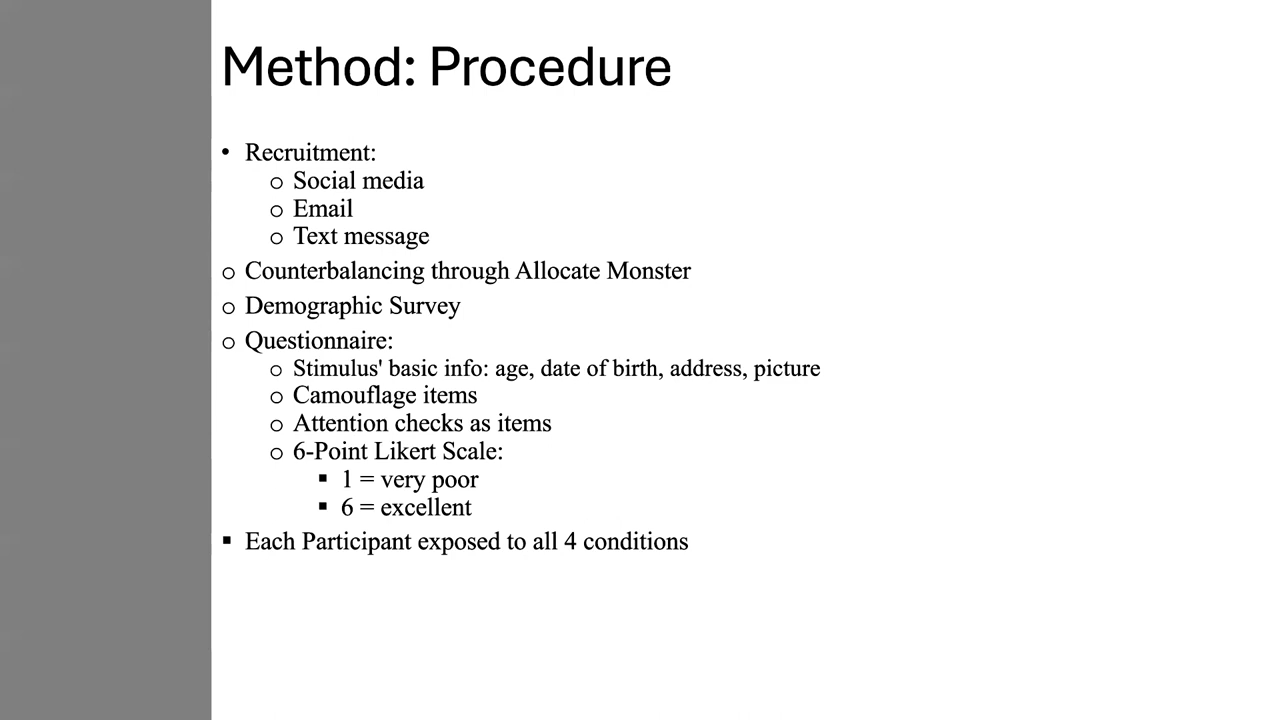 Method: Procedure
• Recruitment:
o Social media
o Email
o Text message
o Counterbalancing through Allocate Monster
o Demographic Survey
o Questionnaire:
o Stimulus' basic info: age, date of birth, address, picture
o Camouflage items
o Attention checks as items
o 6-Point Likert Scale:
▪ 1 = very poor
▪ 6 = excellent
▪ Each Participant exposed to all 4 conditions